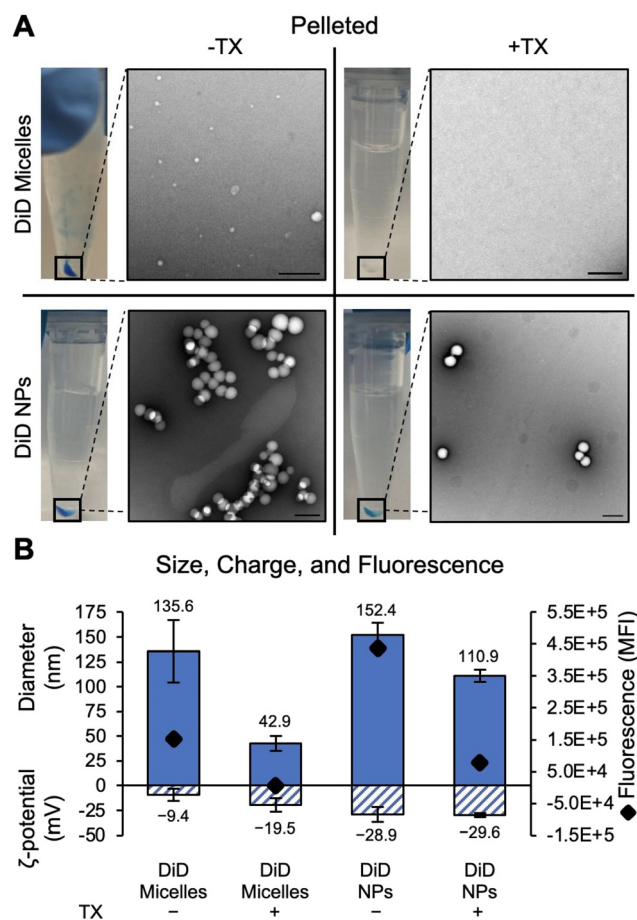 A
Pelleted
-TX
+TX
DiD Micelles
DiD NPs
B
Size, Charge, and Fluorescence
Diameter
(nm)
ζ-potential
(mV)
175
150
125
100
75
50
25
0
-25
-50
135.6
42.9
152.4
110.9
−9.4
−19.5
−28.9
−29.6
5.5E+5
4.5E+5
3.5E+5
2.5E+5
1.5E+5
5.0E+4
-5.0E+4
-1.5E+5
Fluorescence (MFI)
DiD
Micelles
DiD
Micelles
DiD
NPs
DiD
NPs
TX − + − +